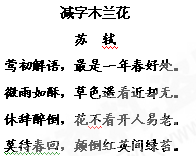 减字木兰花
苏 轼
莺初解语，最是一年春好处。
微雨如酥，草色遥看近却无。
休辞醉倒，花不看开人易老。
莫待春回，颠倒红英间绿苔。